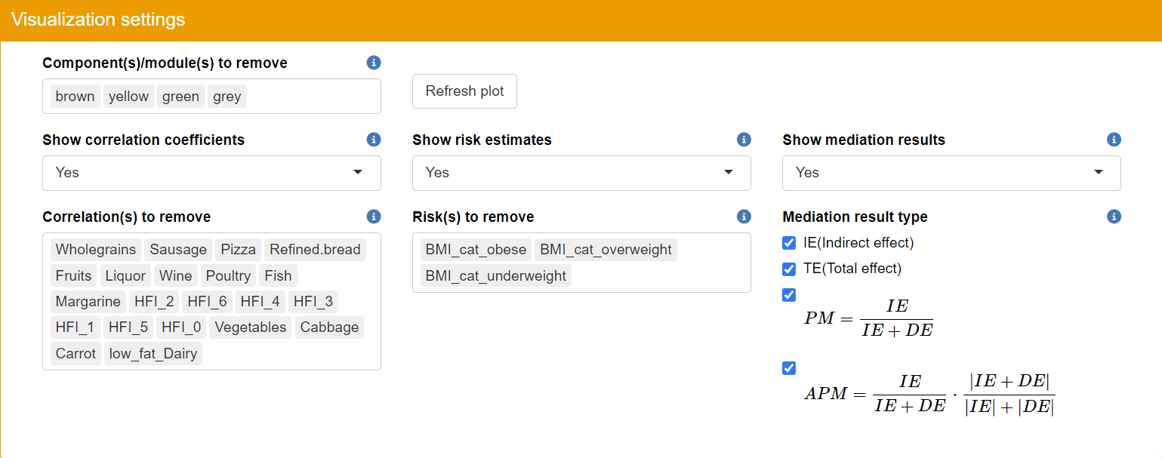 Visualization settings
Component(s)/module(s) to remove
brown yellow green grey
Refresh plot
Show correlation coefficients
Yes
Show risk estimates
Yes
Show mediation results
Yes
Correlation(s) to remove
Wholegrains Sausage Pizza Refined.bread
Fruits Liquor Wine Poultry Fish
Margarine HFI_2 HFI_6 HFI_4 HFI_3
HFI_1 HFI_5 HFI_0 Vegetables Cabbage
Carrot low_fat_Dairy
Risk(s) to remove
BMI_cat_obese BMI_cat_overweight
BMI_cat_underweight
Mediation result type
IE(Indirect effect)
TE(Total effect)
PM = IE / IE + DE
APM = IE / IE + DE · |IE + DE| / |IE| + |DE|